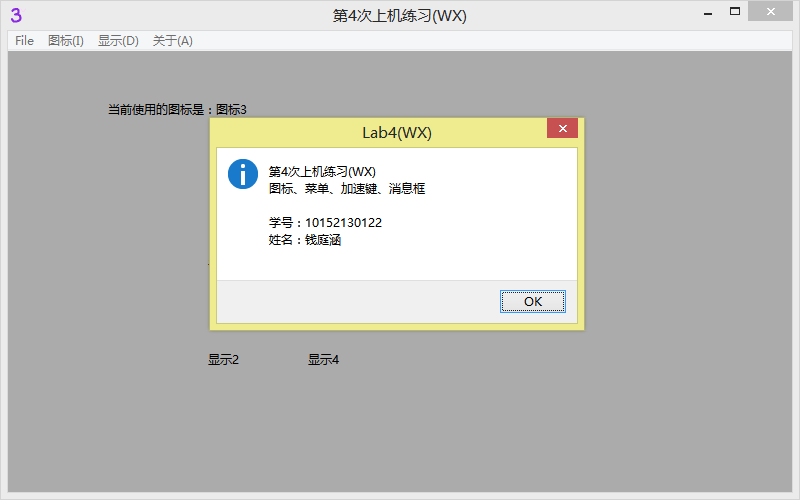 第4次上机练习(WX)
File 图标(I) 显示(D) 关于(A)
当前使用的图标是：图标3
Lab4(WX)
第4次上机练习(WX)
图标、菜单、加速键、消息框
学号：10152130122
姓名：钱庭涵
OK
显示2 显示4